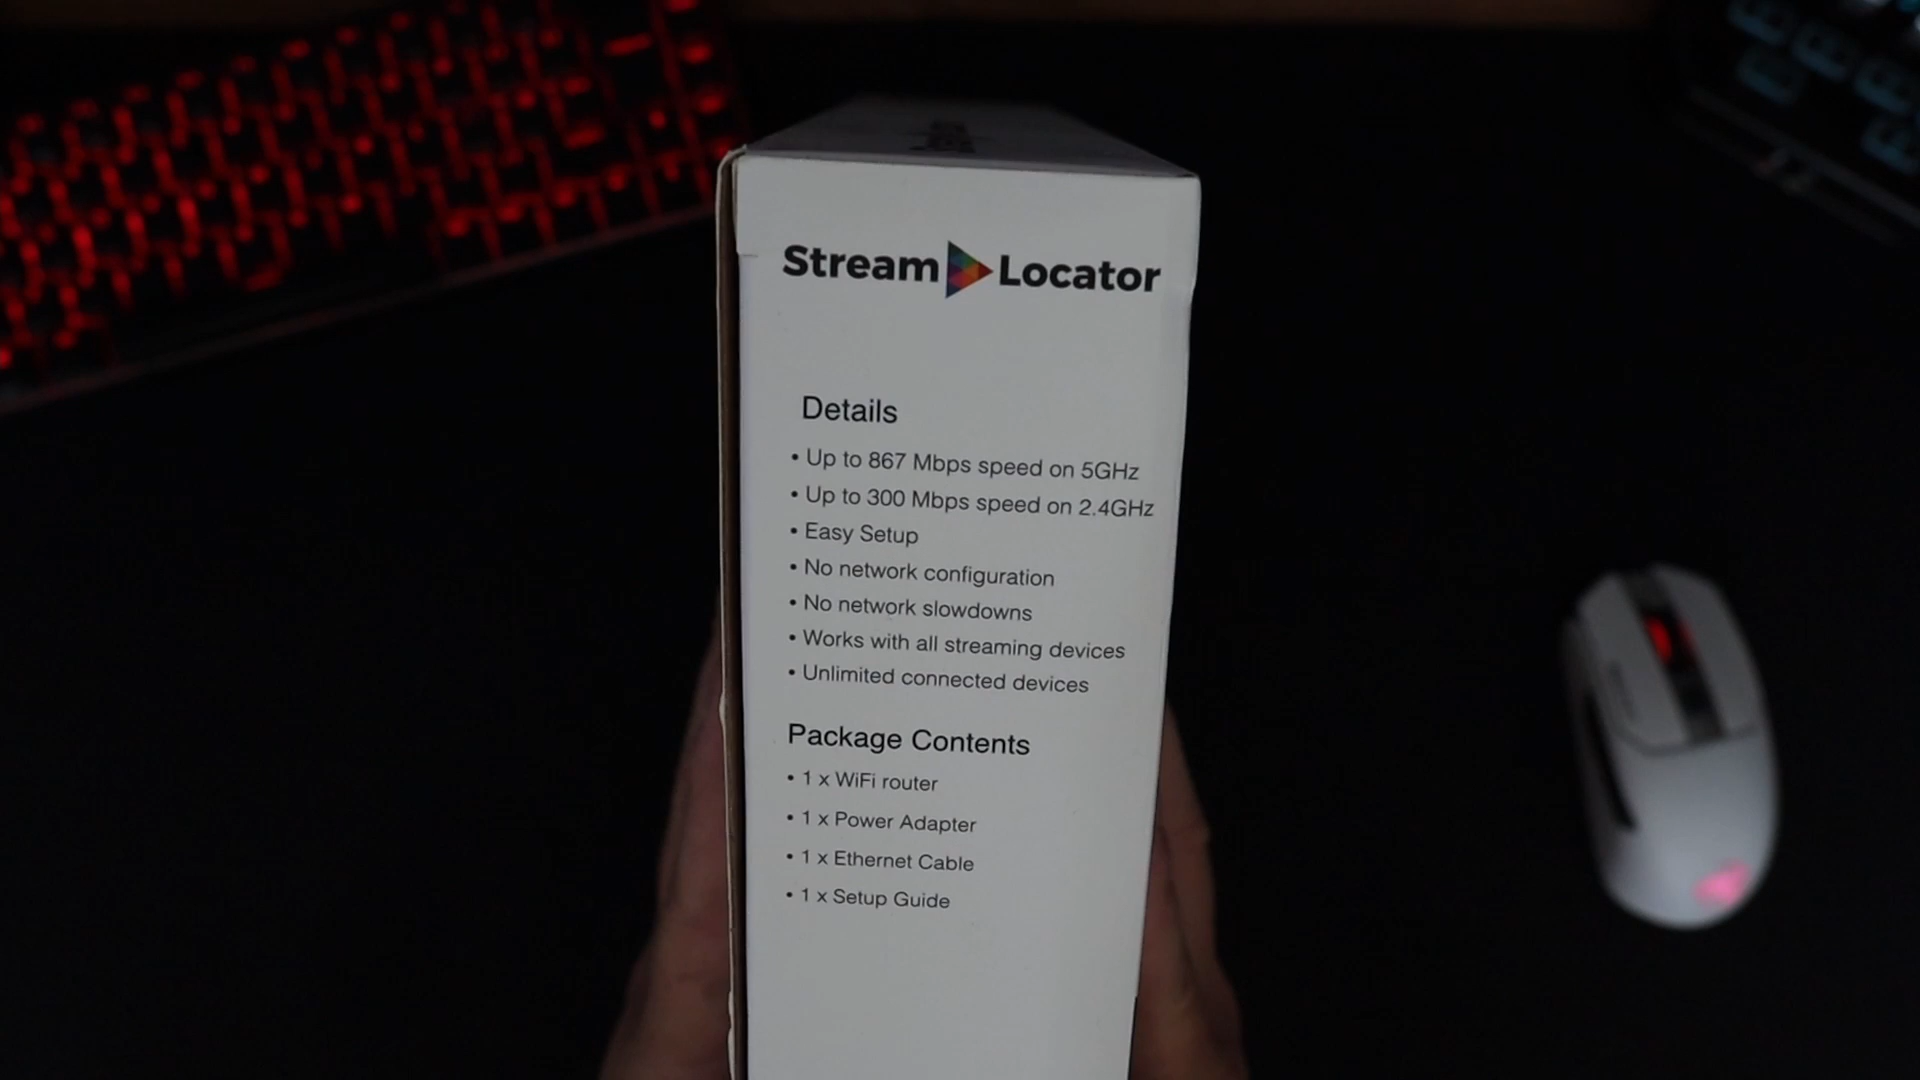 Stream Locator
Details
• Up to 867 Mbps speed on 5GHz
• Up to 300 Mbps speed on 2.4GHz
• Easy Setup
• No network configuration
• No network slowdowns
• Works with all streaming devices
• Unlimited connected devices
Package Contents
• 1 x WiFi router
• 1 x Power Adapter
• 1 x Ethernet Cable
• 1 x Setup Guide